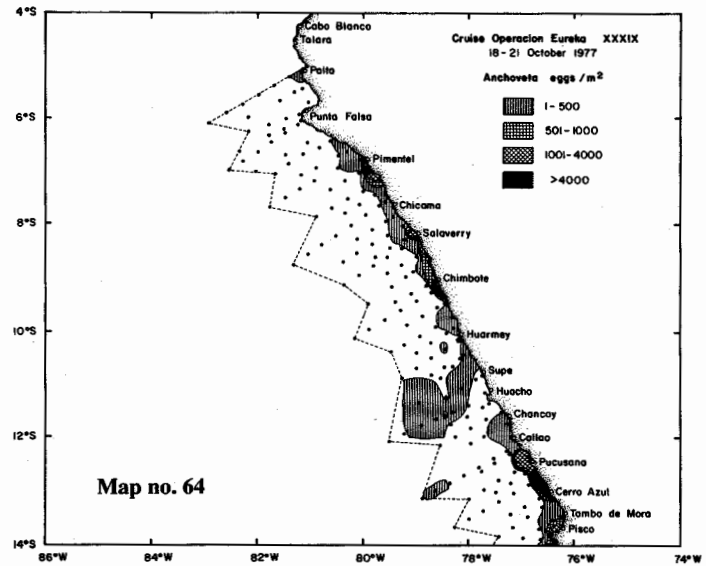 4°S
6°S
8°S
10°S
12°S
14°S
86°W
84°W
82°W
80°W
78°W
76°W
74°W
Cruise Operacion Eureka XXXIX
18-21 October 1977
Anchoveta eggs/m²
1-500
501-1000
1001-4000
>4000
Cabo Blanco
Talara
Paita
Punta Falsa
Pimentel
Chicama
Salaverry
Chimbote
Huarmey
Supe
Huacho
Chancay
Callao
Pucusana
Cerro Azul
Tambo de Mora
Pisco
Map no. 64